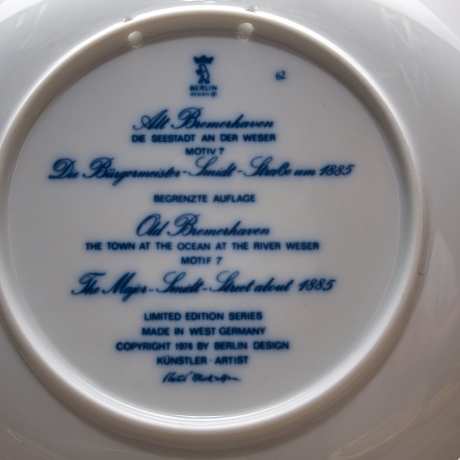 BERLIN
DESIGN
62
Alt Bremerhaven
DIE SEESTADT AN DER WESER
MOTIV 7
Die Bürgermeister-Smidt-Straße um 1885
BEGRENZTE AUFLAGE
Old Bremerhaven
THE TOWN AT THE OCEAN AT THE RIVER WESER
MOTIF 7
The Major-Smidt-Street about 1885
LIMITED EDITION SERIES
MADE IN WEST GERMANY
COPYRIGHT 1976 BY BERLIN DESIGN
KÜNSTLER · ARTIST